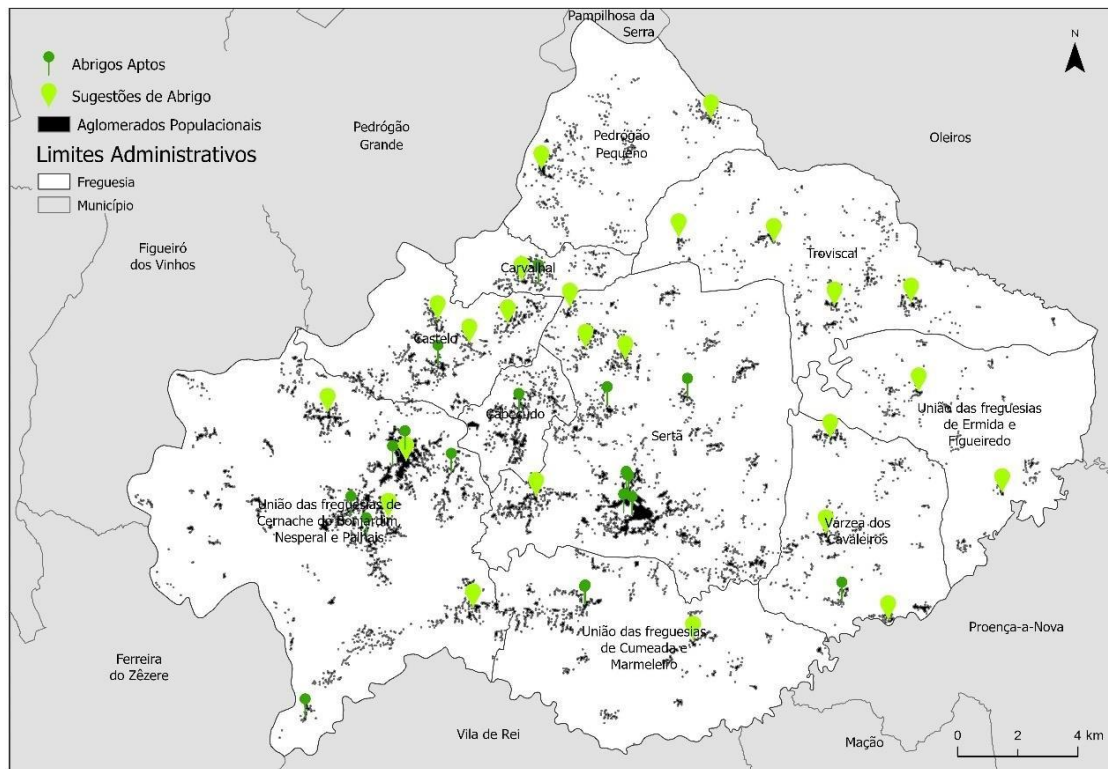 Abrigos Aptos
Sugestões de Abrigo
Aglomerados Populacionais
Limites Administrativos
Freguesia
Município
Pampilhosa da
Serra
N
Pedrógão
Grande
Pedrógão
Pequeno
Oleiros
Figueiró
dos Vinhos
Carvalhal
Troviscal
Castelo
Cabeçudo
Sertã
União das freguesias
de Ermida e
Figueiredo
União das freguesias de
Cernache do Bonjardim,
Nesperal e Palhais
Várzea dos
Cavaleiros
União das freguesias
de Cumeada e
Marmeleiro
Proença-a-Nova
Ferreira
do Zêzere
Vila de Rei
Mação
0 2 4 km